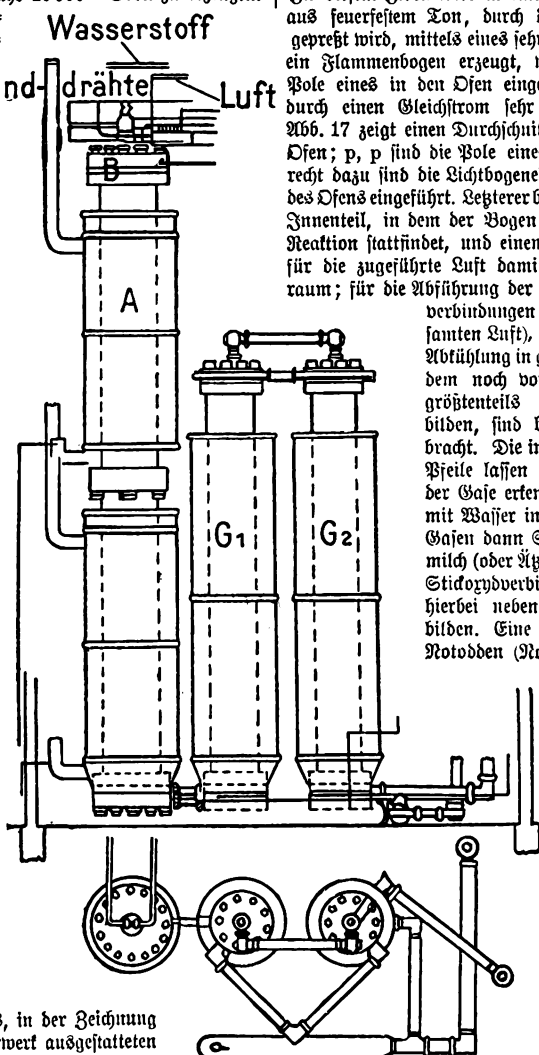 Wasserstoff
nd-drähte
Luft
B
A
G1
G2
aus feuerfestem Ton, durch
gepreßt wird, mittels eines sehr
ein Flammenbogen erzeugt,
Pole eines in den Ofen einge
durch einen Gleichstrom sehr
Abb. 17 zeigt einen Durchschnit
Ofen; p, p sind die Pole eine
recht dazu sind die Lichtbogene
des Ofens eingeführt. Letzterer b
Innenteil, in dem der Bogen
Reaktion stattfindet, und einen
für die zugeführte Luft dami
raum; für die Abführung der
verbindungen
samten Luft),
Abkühlung in g
dem noch vo
größtenteils
bilden, sind
bracht. Die in
Pfeile lassen
der Gase erken
mit Wasser in
Gasen dann
milch (oder Ätz
Stickoxydverbi
hierbei neben
bilden. Eine
Notodden (No
s, in der Zeichnung
rwerk ausgestatteten